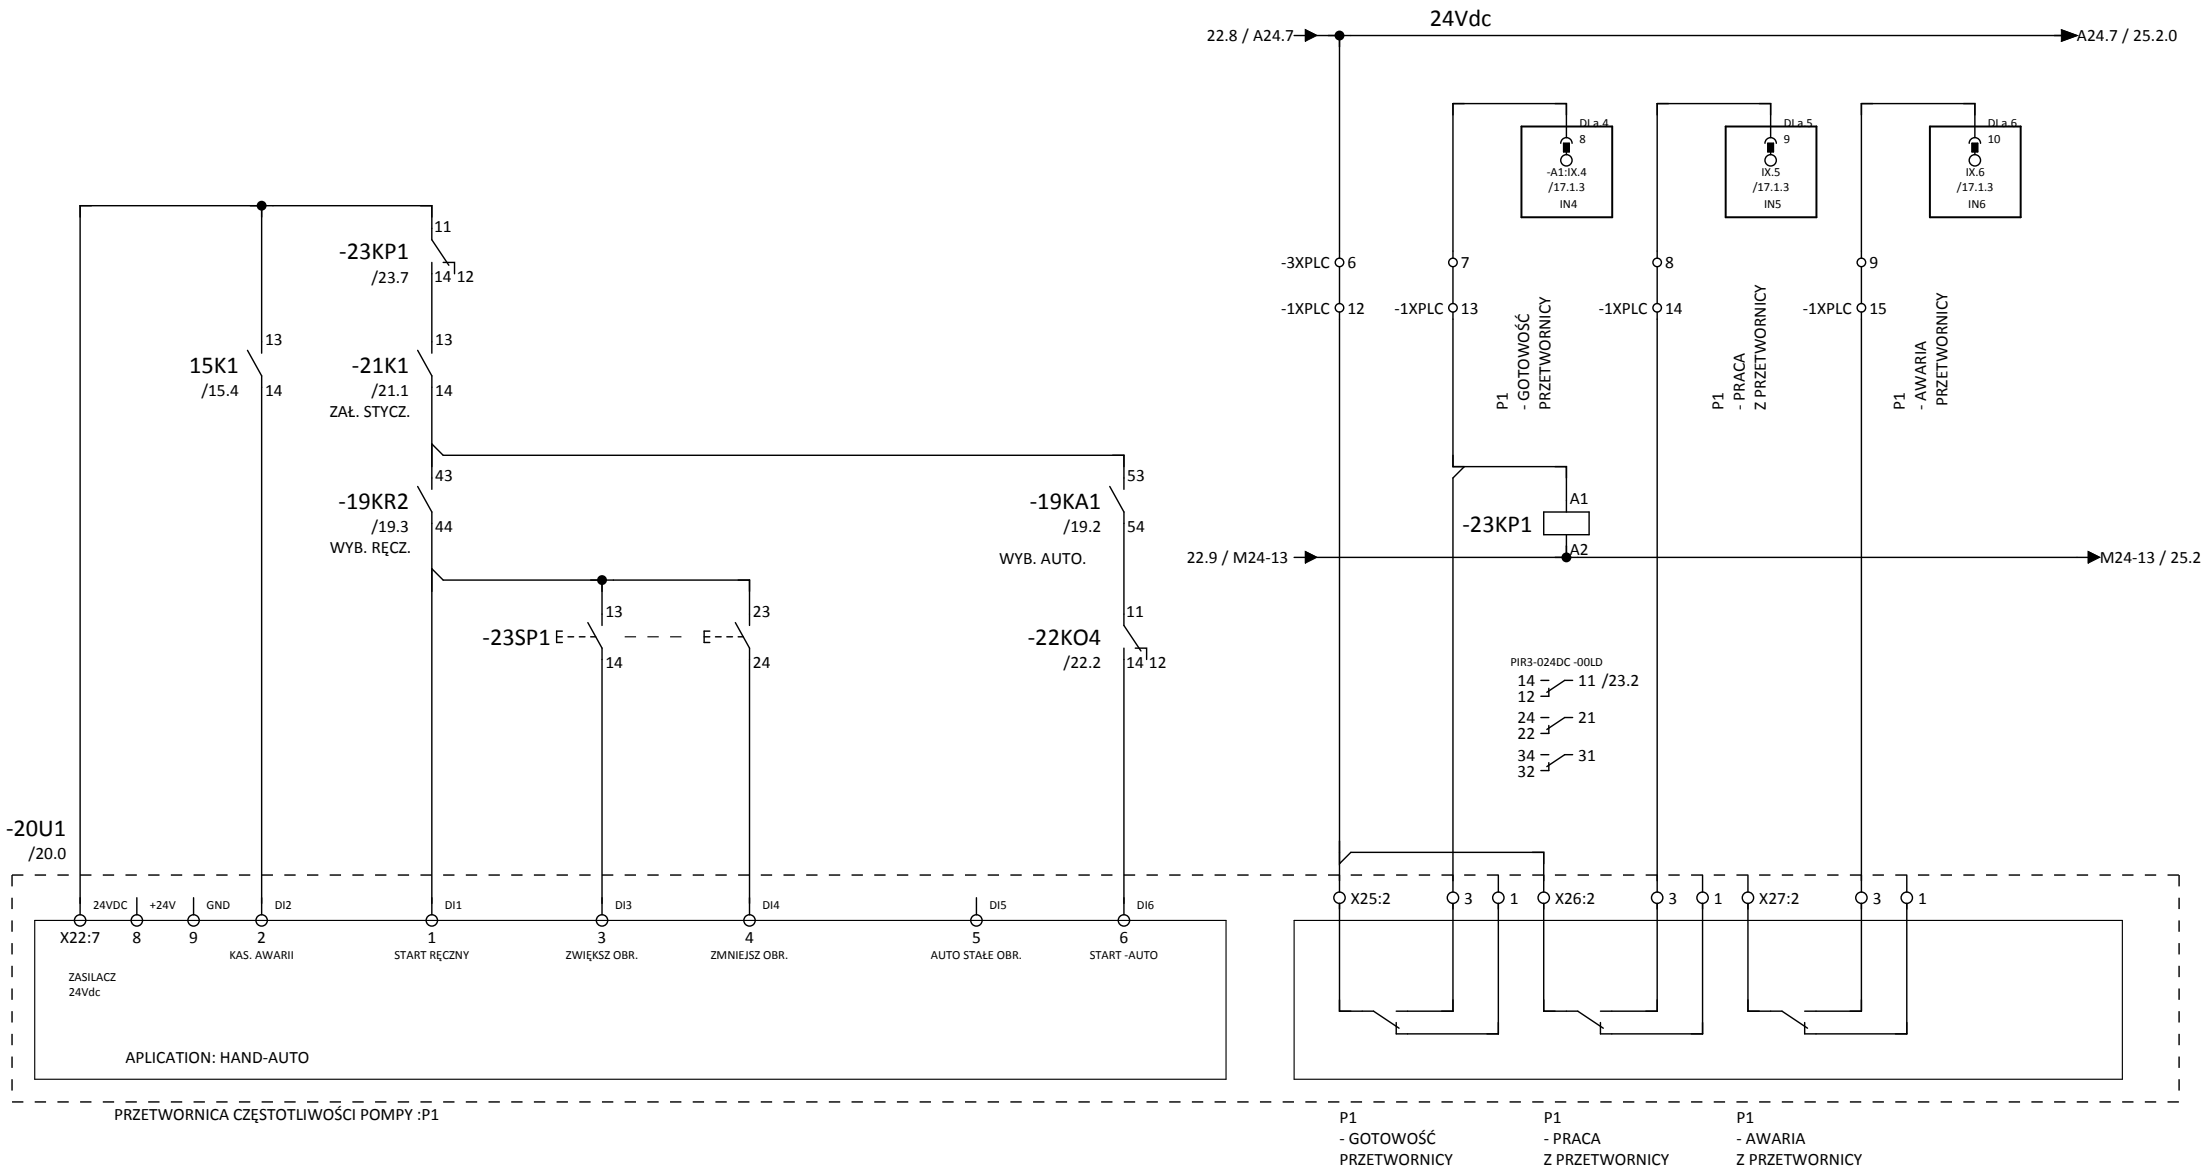 24Vdc
22.8 / A24.7
A24.7 / 25.2.0
DI.a.4
8
-A1:IX.4
/17.1.3
IN4
DI.a.5
9
IX.5
/17.1.3
IN5
DI.a.6
10
IX.6
/17.1.3
IN6
11
-23KP1
/23.7
14 12
-3XPLC 6
7
8
9
-1XPLC 12
-1XPLC 13
-1XPLC 14
-1XPLC 15
P1
- GOTOWOŚĆ
PRZETWORNICY
P1
- PRACA
Z PRZETWORNICY
P1
- AWARIA
PRZETWORNICY
13
15K1
/15.4
14
13
-21K1
/21.1
14
ZAŁ. STYCZ.
43
-19KR2
/19.3
44
WYB. RĘCZ.
53
-19KA1
/19.2
54
WYB. AUTO.
A1
-23KP1
A2
22.9 / M24-13
M24-13 / 25.2
13
-23SP1 E
14
23
E
24
11
-22KO4
/22.2
14 12
PIR3-024DC -00LD
14 11 /23.2
12
24 21
22
34 31
32
-20U1
/20.0
24VDC
+24V
GND
DI2
DI1
DI3
DI4
DI5
DI6
X25:2
3
1
X26:2
3
1
X27:2
3
1
X22:7
8
9
2
1
3
4
5
6
KAS. AWARII
START RĘCZNY
ZWIĘKSZ OBR.
ZMNIEJSZ OBR.
AUTO STAŁE OBR.
START -AUTO
ZASILACZ
24Vdc
APLICATION: HAND-AUTO
PRZETWORNICA CZĘSTOTLIWOŚCI POMPY :P1
P1
- GOTOWOŚĆ
PRZETWORNICY
P1
- PRACA
Z PRZETWORNICY
P1
- AWARIA
Z PRZETWORNICY